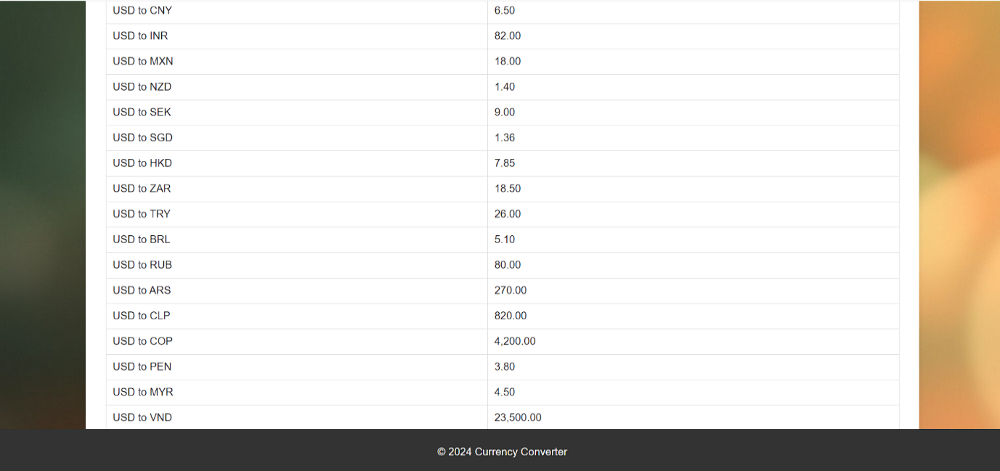 USD to CNY 6.50
USD to INR 82.00
USD to MXN 18.00
USD to NZD 1.40
USD to SEK 9.00
USD to SGD 1.36
USD to HKD 7.85
USD to ZAR 18.50
USD to TRY 26.00
USD to BRL 5.10
USD to RUB 80.00
USD to ARS 270.00
USD to CLP 820.00
USD to COP 4,200.00
USD to PEN 3.80
USD to MYR 4.50
USD to VND 23,500.00
© 2024 Currency Converter